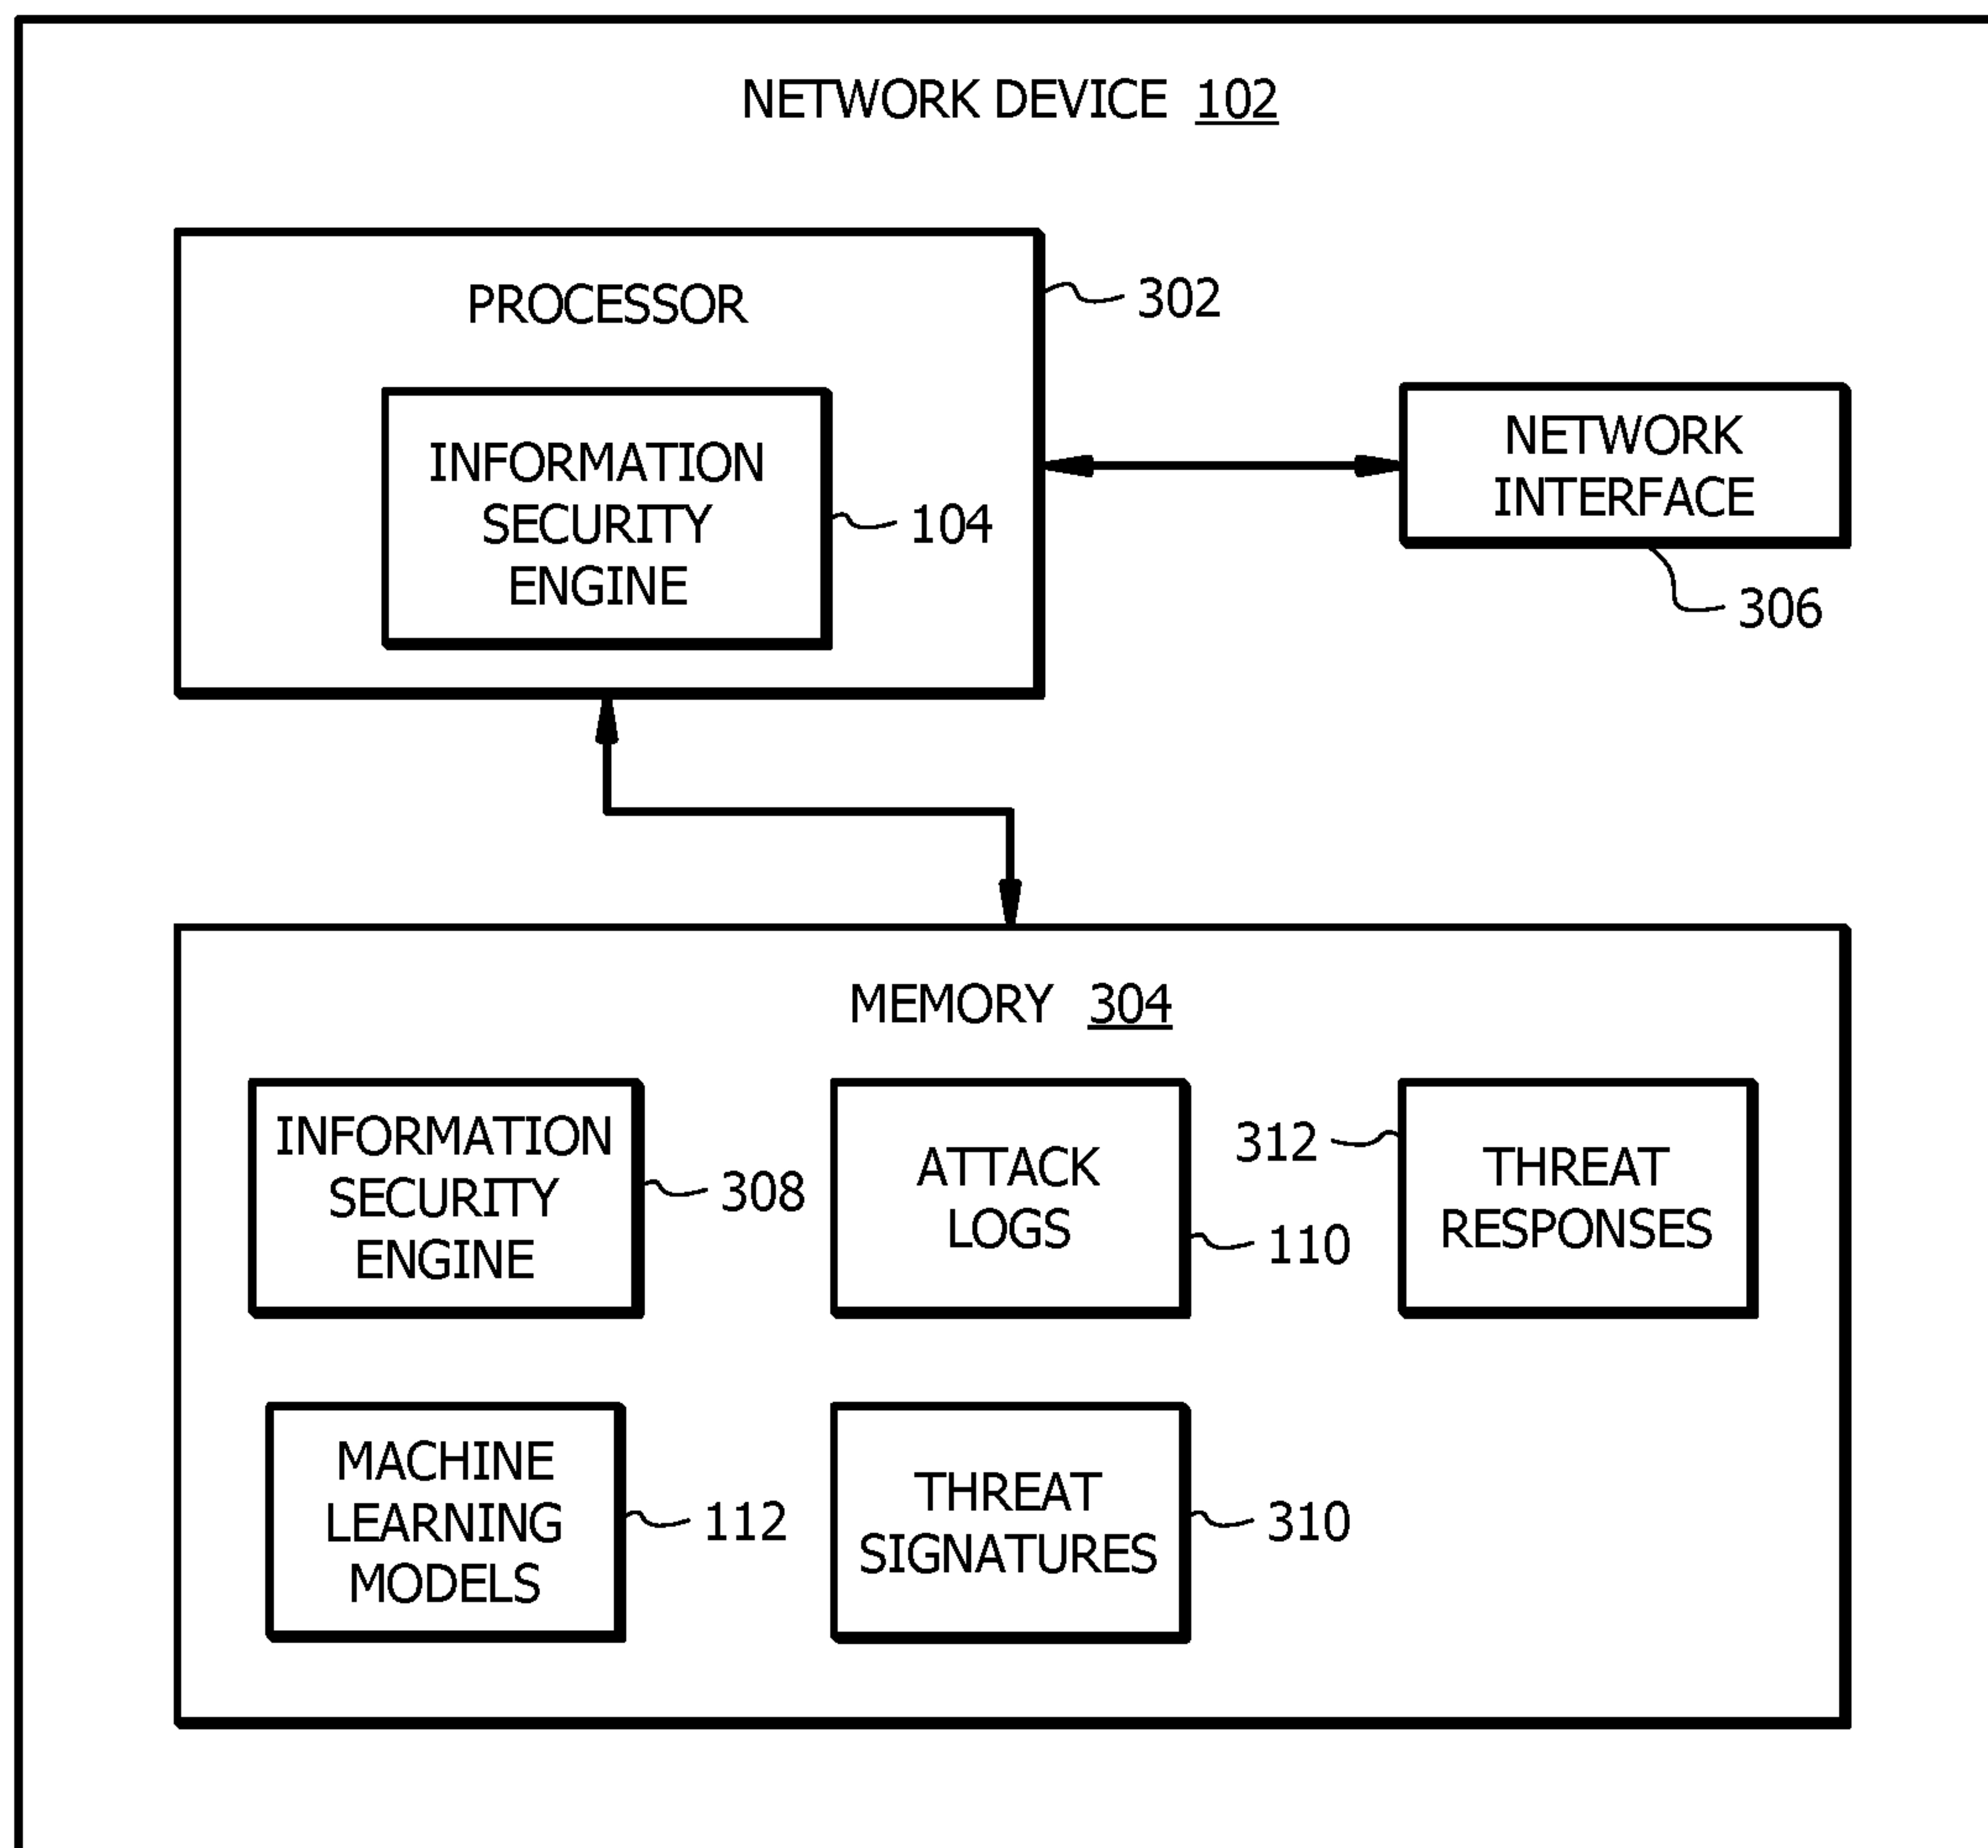 NETWORK DEVICE 102
PROCESSOR
302
INFORMATION
SECURITY
ENGINE
104
NETWORK
INTERFACE
306
MEMORY 304
INFORMATION
SECURITY
ENGINE
308
ATTACK
LOGS
110
312
THREAT
RESPONSES
MACHINE
LEARNING
MODELS
112
THREAT
SIGNATURES
310